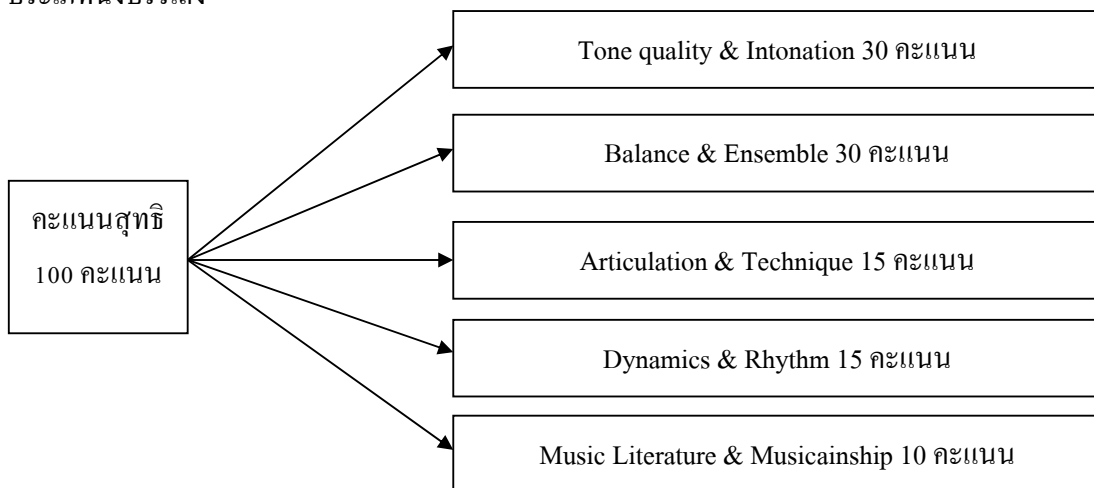 Tone quality & Intonation 30 คะแนน
Balance & Ensemble 30 คะแนน
คะแนนสุทธิ
100 คะแนน
Articulation & Technique 15 คะแนน
Dynamics & Rhythm 15 คะแนน
Music Literature & Musicainship 10 คะแนน